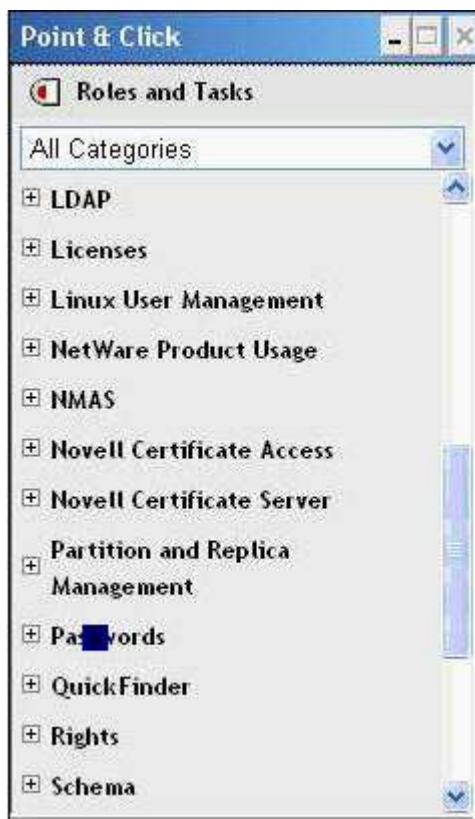 Point & Click
Roles and Tasks
All Categories
LDAP
Licenses
Linux User Management
NetWare Product Usage
NMAS
Novell Certificate Access
Novell Certificate Server
Partition and Replica
Management
Passwords
QuickFinder
Rights
Schema